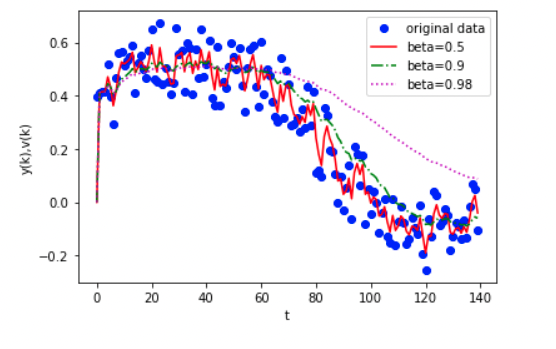 original data
beta=0.5
beta=0.9
beta=0.98
y(k),v(k)
0.6
0.4
0.2
0.0
−0.2
0 20 40 60 80 100 120 140
t